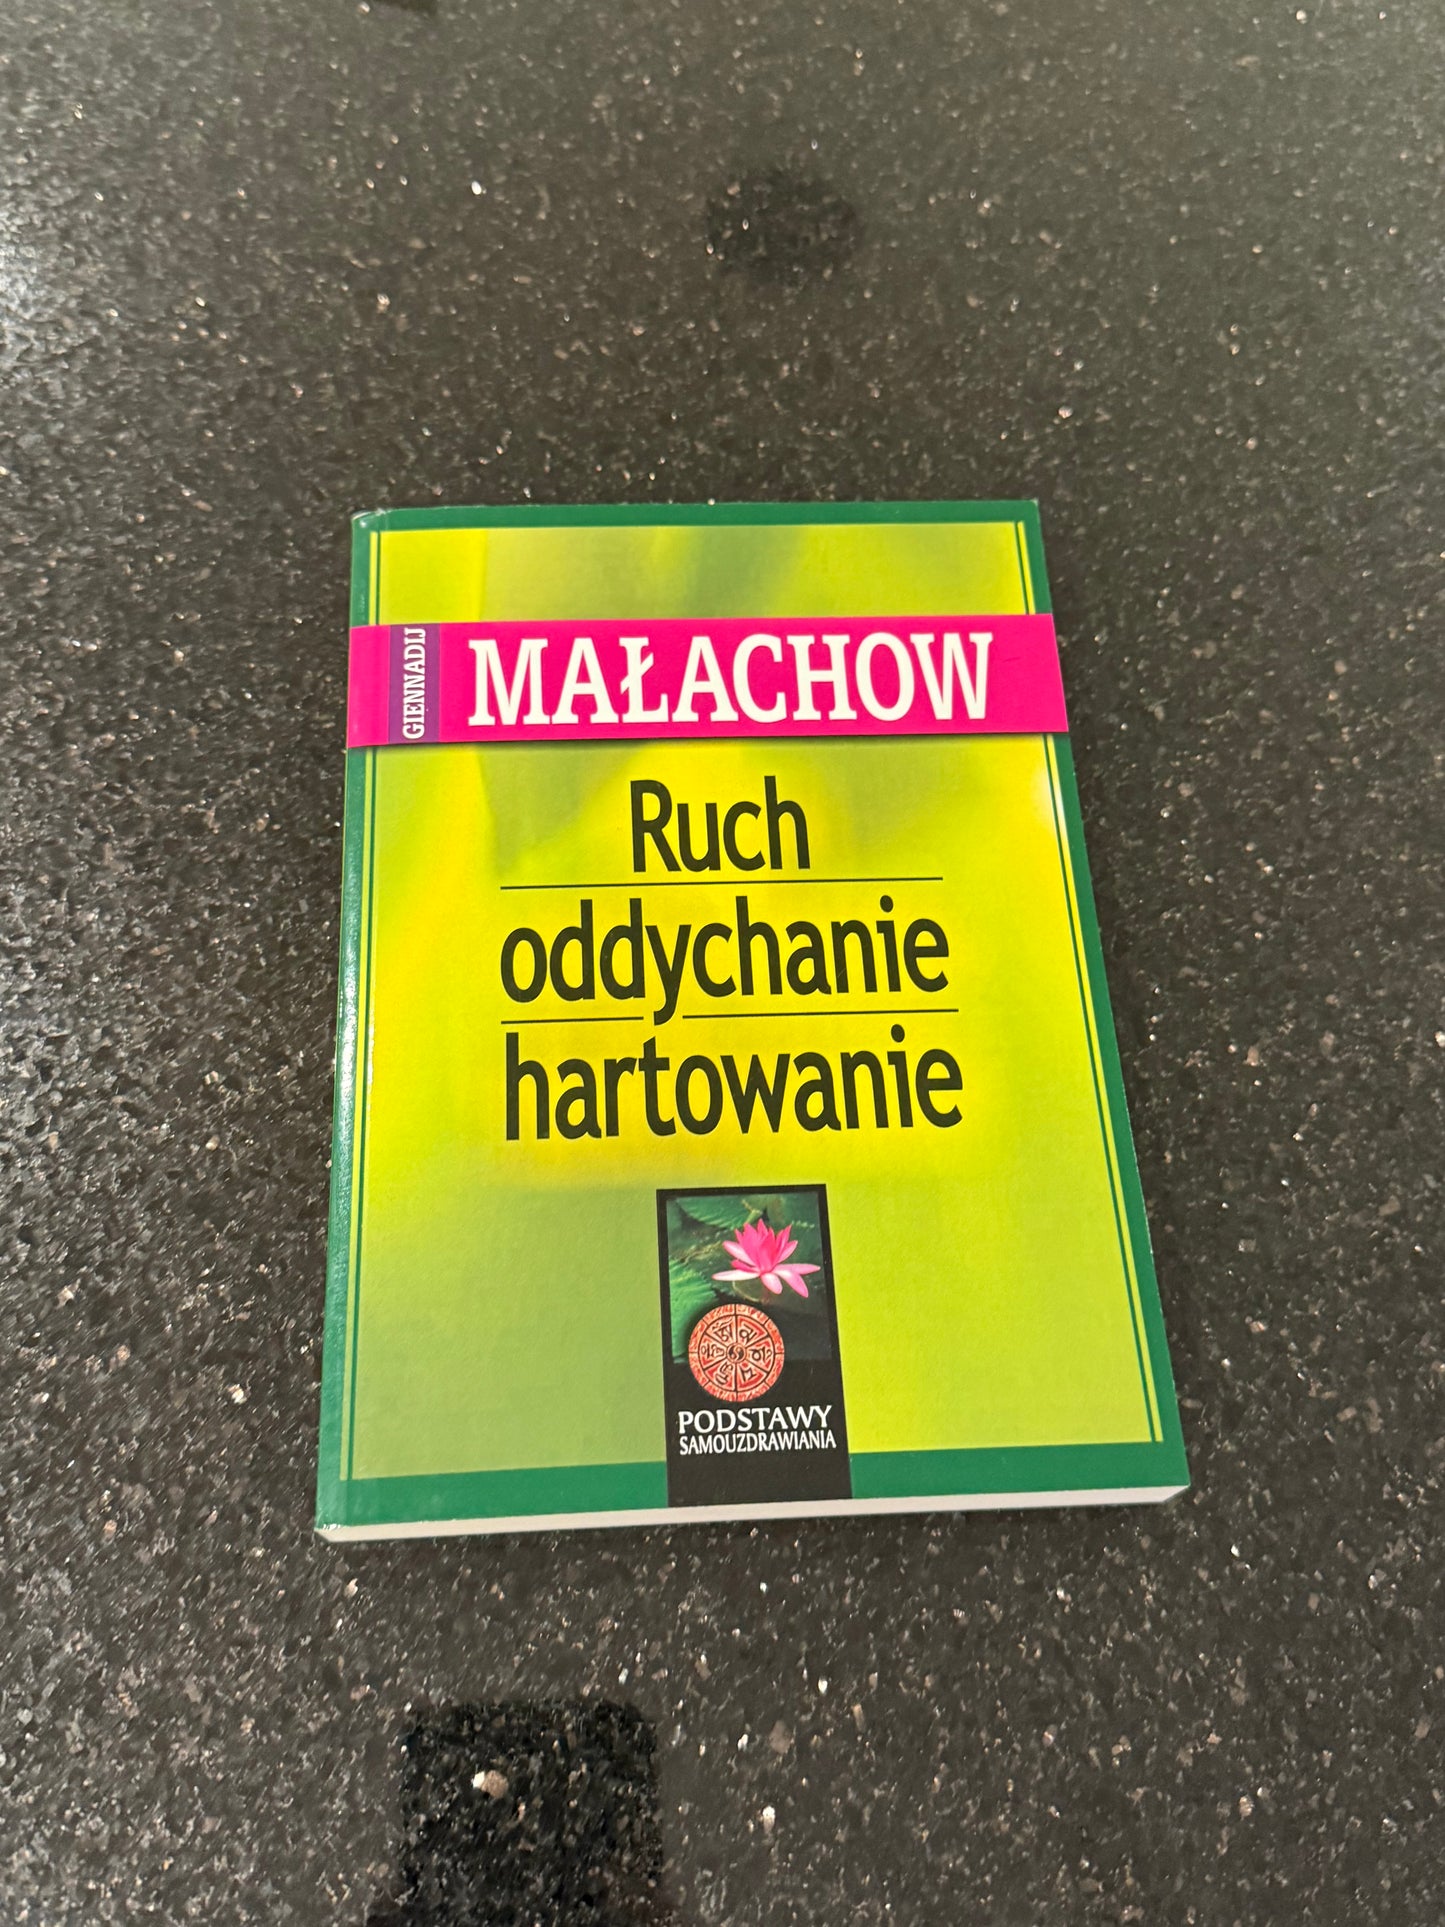 GIENNADIJ
MAŁACHOW
Ruch
oddychanie
hartowanie
PODSTAWY
SAMOUZDRAWIANIA